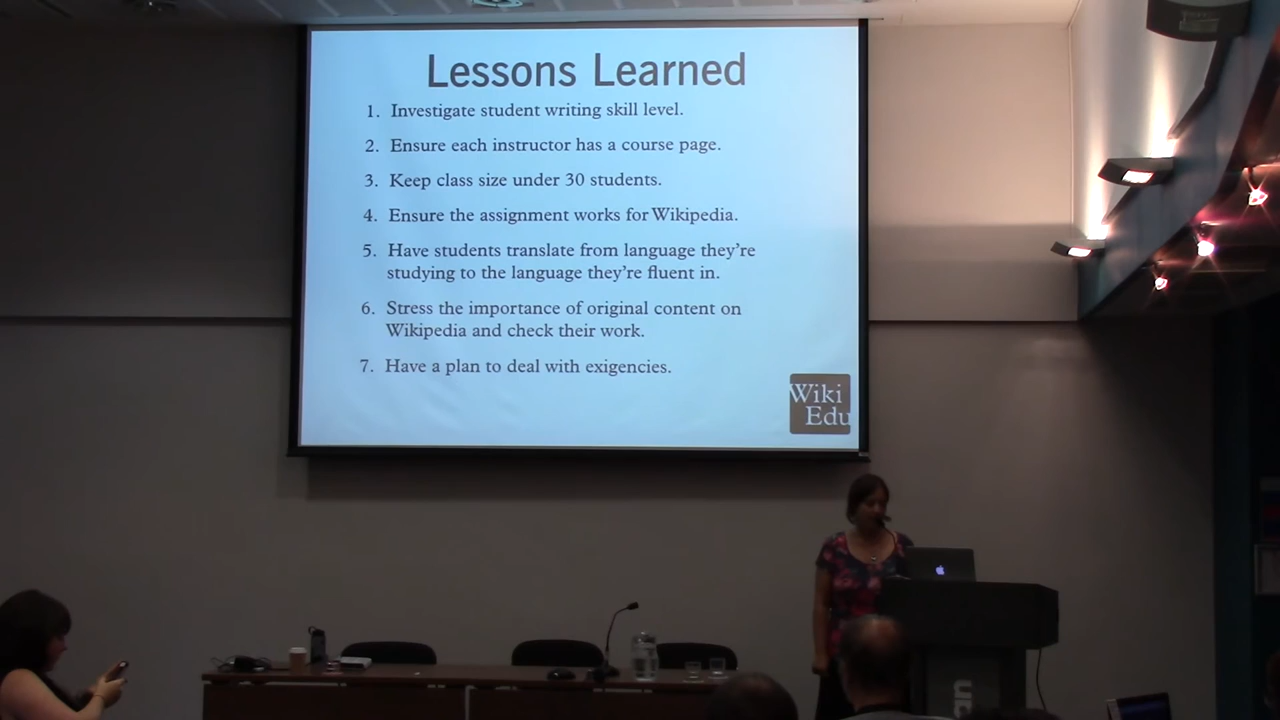 Lessons Learned
1. Investigate student writing skill level.
2. Ensure each instructor has a course page.
3. Keep class size under 30 students.
4. Ensure the assignment works for Wikipedia.
5. Have students translate from language they're
studying to the language they're fluent in.
6. Stress the importance of original content on
Wikipedia and check their work.
7. Have a plan to deal with exigencies.
Wiki
Edu